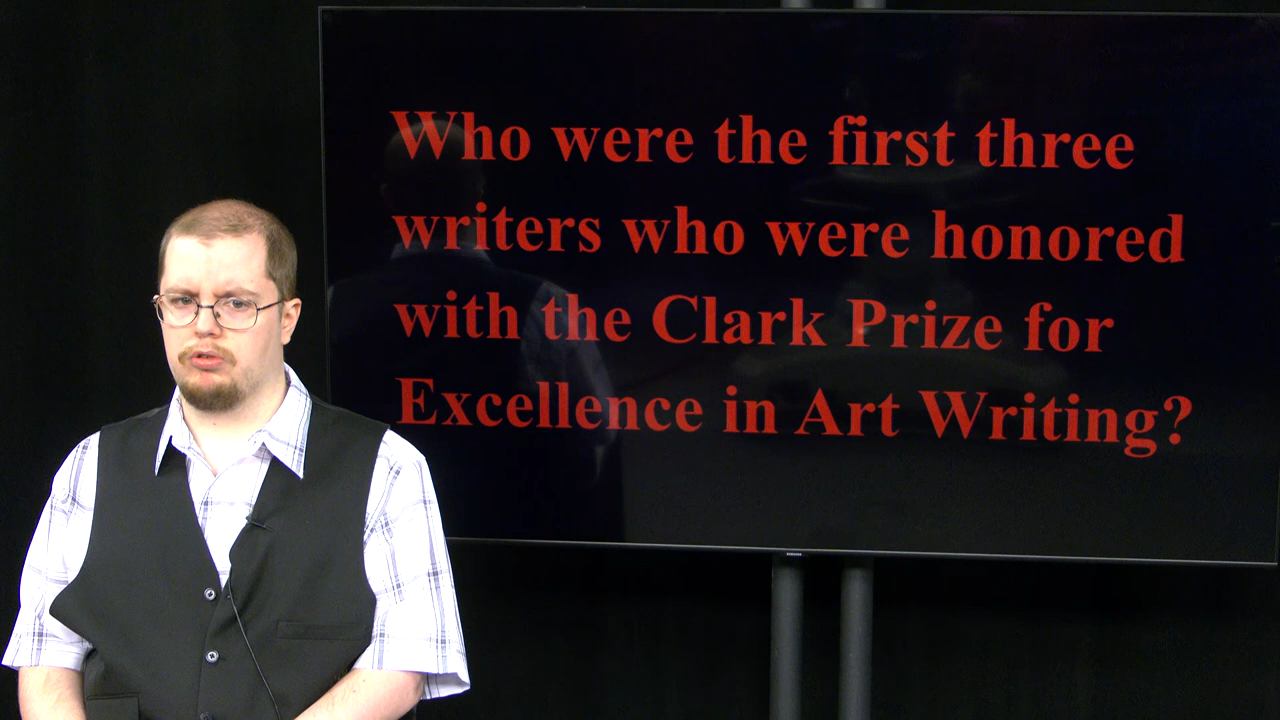 Who were the first three
writers who were honored
with the Clark Prize for
Excellence in Art Writing?